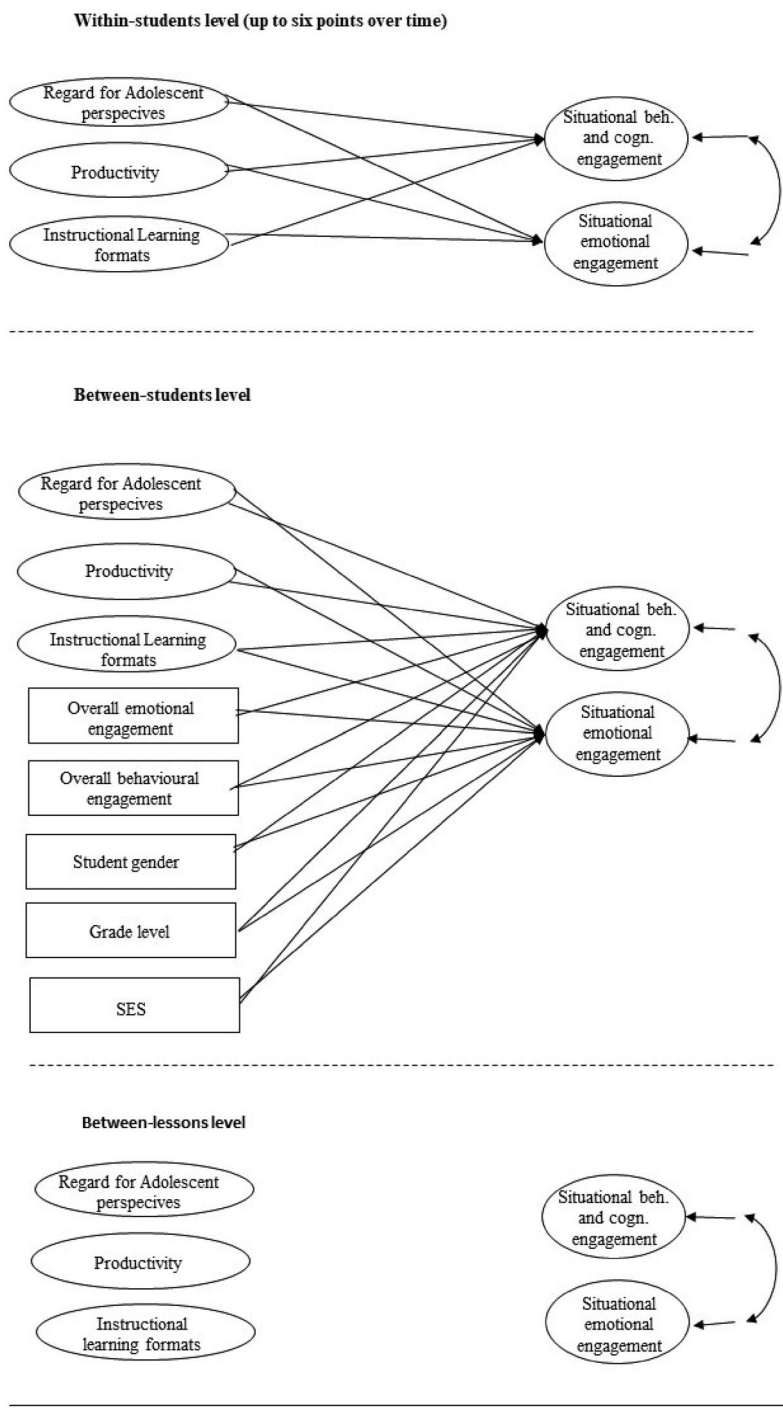 Within-students level (up to six points over time)
Regard for Adolescent
perspecives
Situational beh.
and cogn.
engagement
Productivity
Situational
emotional
engagement
Instructional Learning
formats
Between-students level
Regard for Adolescent
perspecives
Productivity
Situational beh.
and cogn.
engagement
Instructional Learning
formats
Overall emotional
engagement
Situational
emotional
engagement
Overall behavioural
engagement
Student gender
Grade level
SES
Between-lessons level
Regard for Adolescent
perspecives
Situational beh.
and cogn.
engagement
Productivity
Instructional
learning formats
Situational
emotional
engagement